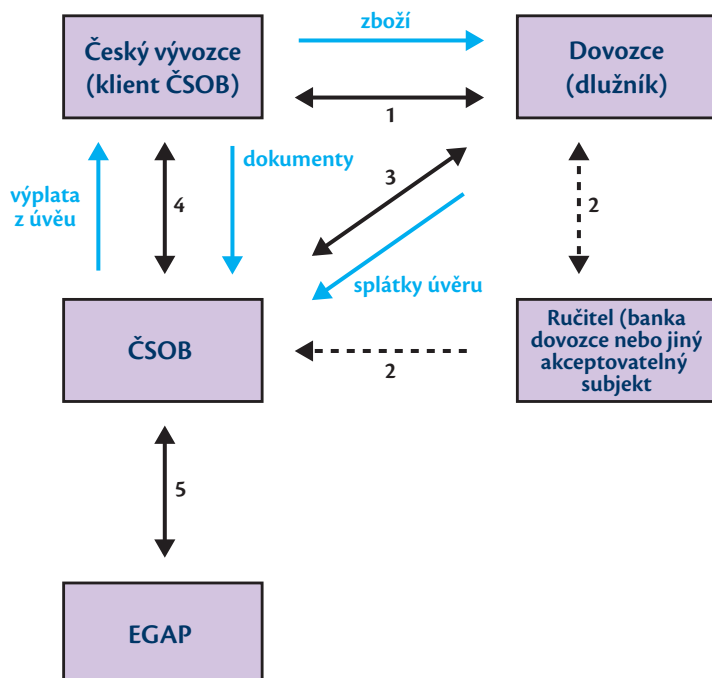 zboží
Český vývozce
(klient ČSOB)
Dovozce
(dlužník)
1
dokumenty
3
výplata
z úvěu
4
2
splátky úvěru
ČSOB
Ručitel (banka
dovozce nebo jiný
akceptovatelný
subjekt
2
5
EGAP